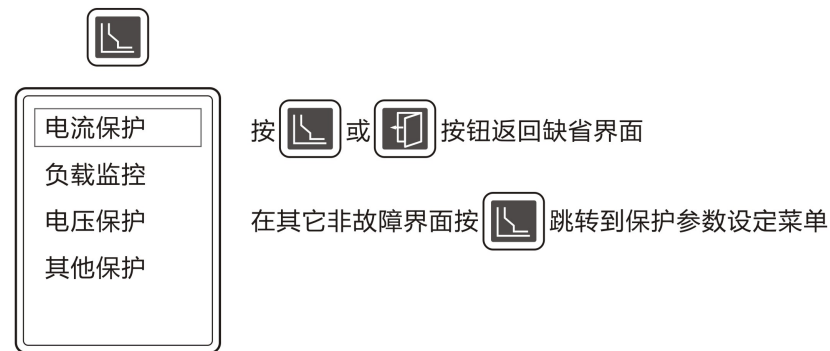 电流保护
负载监控
电压保护
其他保护
按或按钮返回缺省界面
在其它非故障界面按跳转到保护参数设定菜单